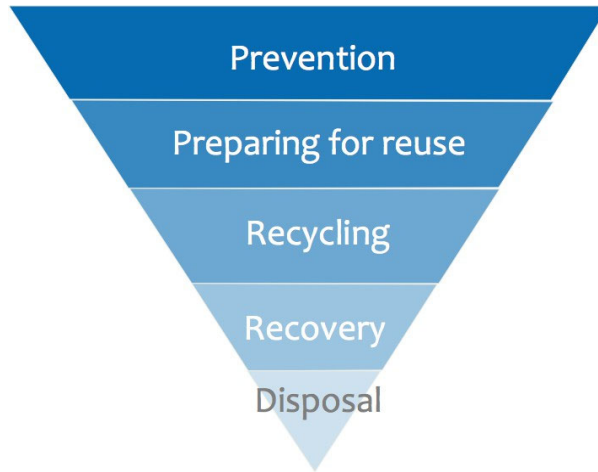 Prevention
Preparing for reuse
Recycling
Recovery
Disposal